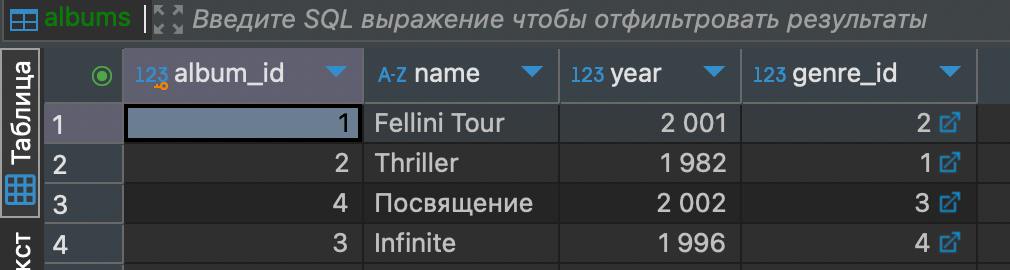 albums Введите SQL выражение чтобы отфильтровать результаты
Таблица
кст
123 album_id A-Z name 123 year 123 genre_id
1 1 Fellini Tour 2 001 2
2 2 Thriller 1 982 1
3 4 Посвящение 2 002 3
4 3 Infinite 1 996 4